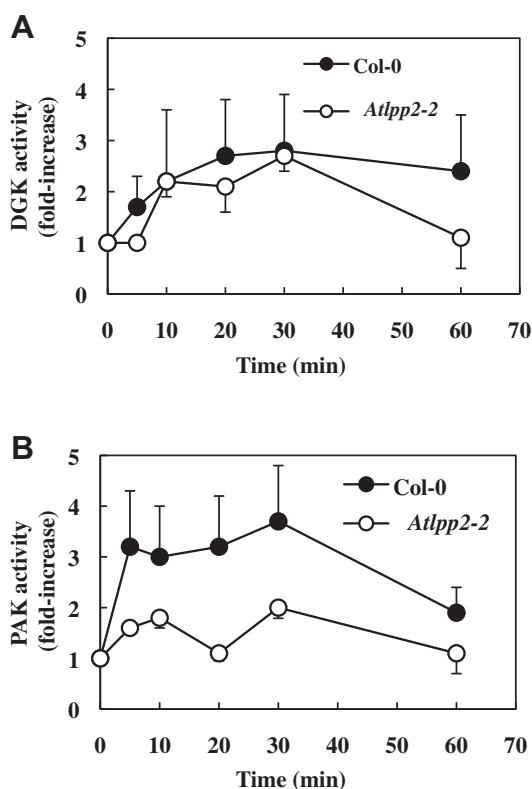 A
5
4
3
2
1
0
DGK activity
(fold-increase)
Col-0
Atlpp2-2
0 10 20 30 40 50 60 70
Time (min)
B
5
4
3
2
1
0
PAK activity
(fold-increase)
Col-0
Atlpp2-2
0 10 20 30 40 50 60 70
Time (min)